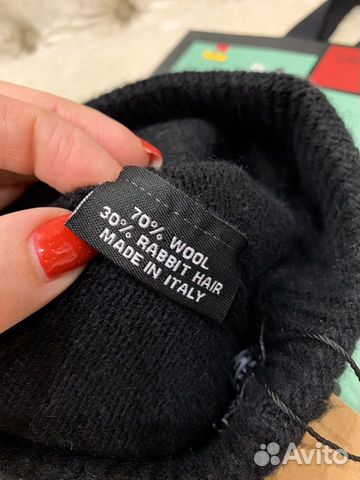 70% WOOL
30% RABBIT HAIR
MADE IN ITALY
Avito